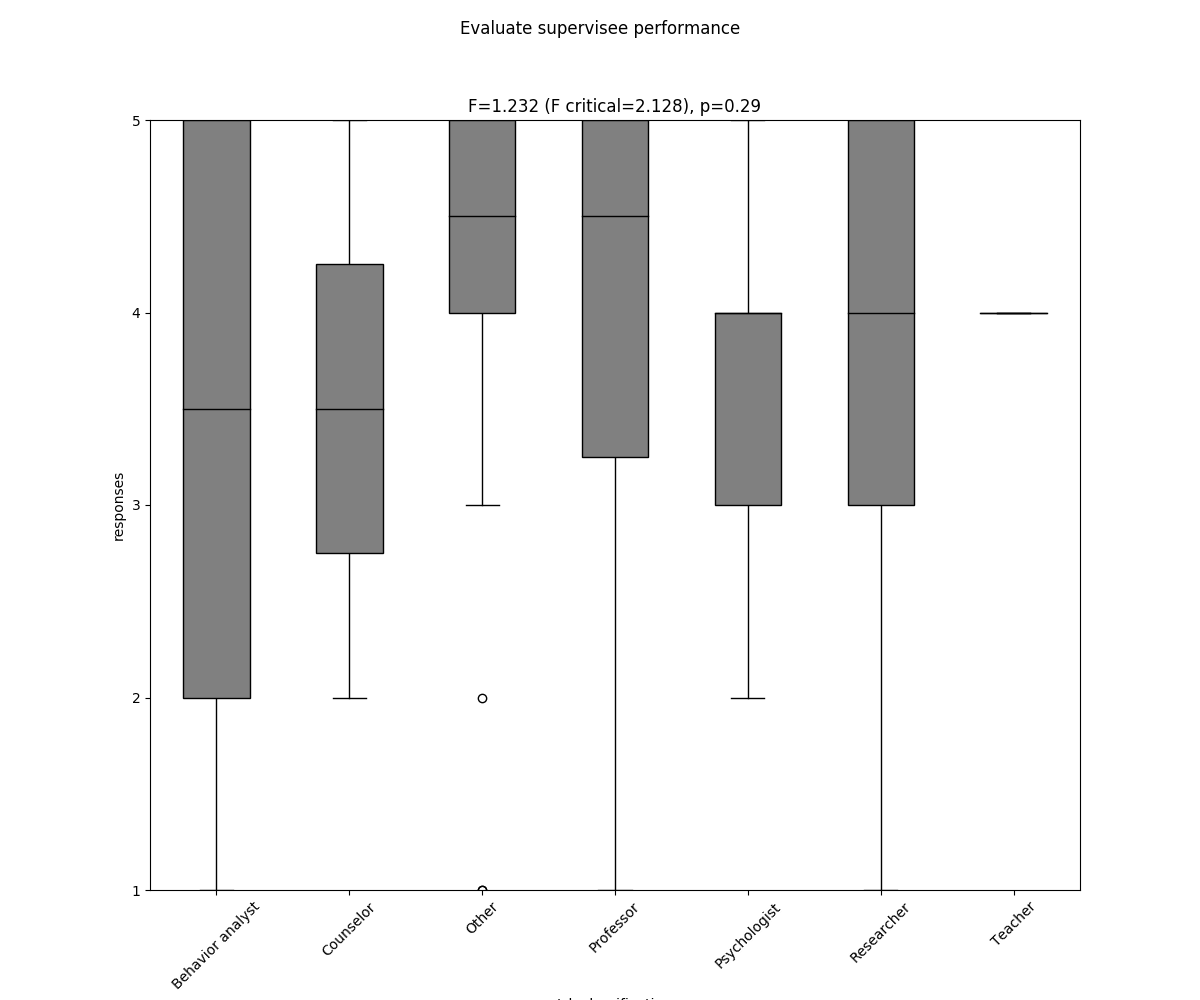 Evaluate supervisee performance
F=1.232 (F critical=2.128), p=0.29
5
4
3
2
1
responses
Behavior analyst
Counselor
Other
Professor
Psychologist
Researcher
Teacher